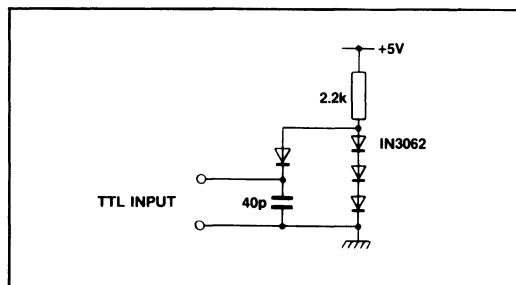 +5V
2.2k
IN3062
TTL INPUT
40p